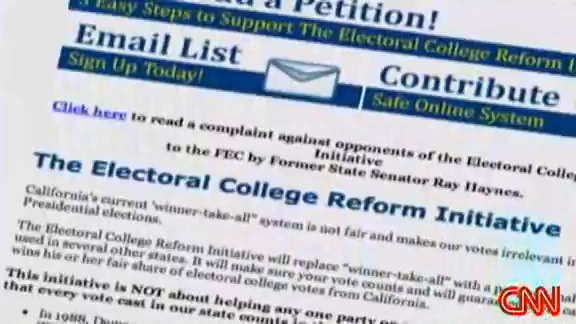 a Petition!
3 Easy Steps to Support The Electoral College Reform
Email List
Sign Up Today!
Contribute
Safe Online System
Click here to read a complaint against opponents of the Electoral
Initiative
to the FEC by Former State Senator Ray Haynes.
The Electoral College Reform Initiative
California's current "winner-take-all" system is not fair and makes our votes irrelevant in
Presidential elections.
The Electoral College Reform Initiative will replace "winner-take-all" with a
used in several other states. It will make sure your vote counts and will
wins his or her fair share of electoral college votes from California.
This initiative is NOT about helping any one party or
that every vote cast in our state counts in the
• In 1988,
CNN